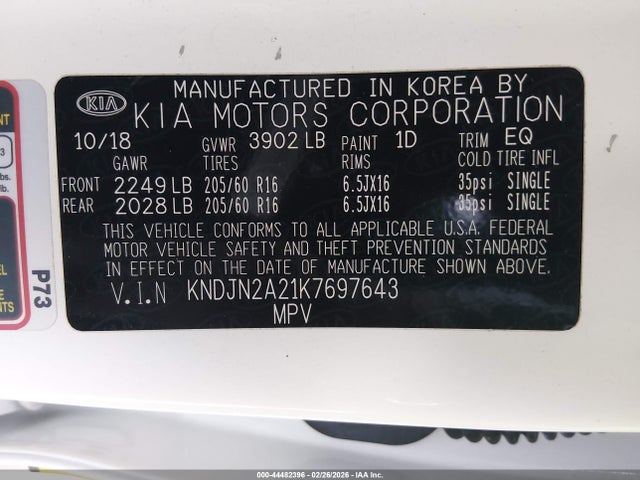 MANUFACTURED IN KOREA BY
KIA KIA MOTORS CORPORATION
10/18 GVWR 3902 LB PAINT 1D TRIM EQ
GAWR TIRES RIMS COLD TIRE INFL
FRONT 2249 LB 205/60 R16 6.5JX16 35psi SINGLE
REAR 2028 LB 205/60 R16 6.5JX16 35psi SINGLE
THIS VEHICLE CONFORMS TO ALL APPLICABLE U.S.A. FEDERAL
MOTOR VEHICLE SAFETY AND THEFT PREVENTION STANDARDS
IN EFFECT ON THE DATE OF MANUFACTURE SHOWN ABOVE.
V.I.N KNDJN2A21K7697643
MPV
P73
000-44482396 - 02/26/2026 - IAA Inc.